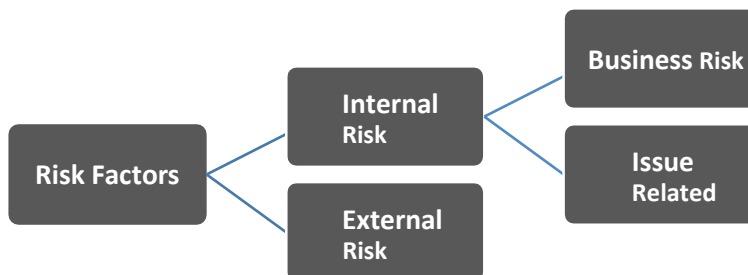 Business Risk
Internal
Risk
Risk Factors
Issue
Related
External
Risk